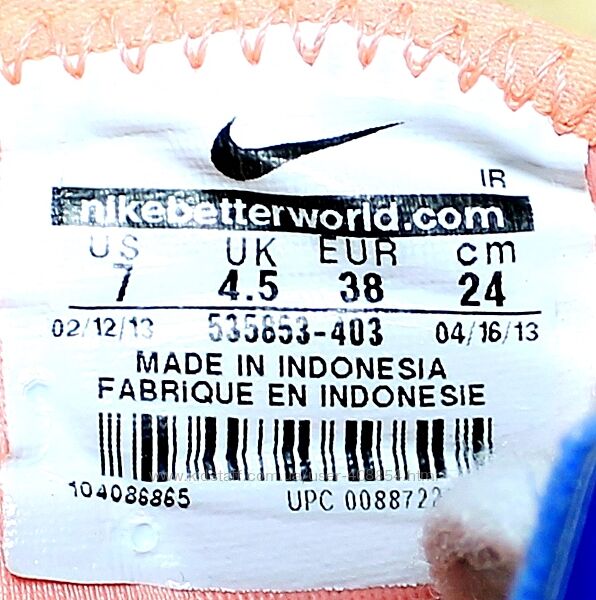 IR
nikebetterworld.com
US UK EUR cm
7 4.5 38 24
02/12/13 535853-403 04/16/13
MADE IN INDONESIA
FABRIQUE EN INDONESIE
104086865 UPC 0088722